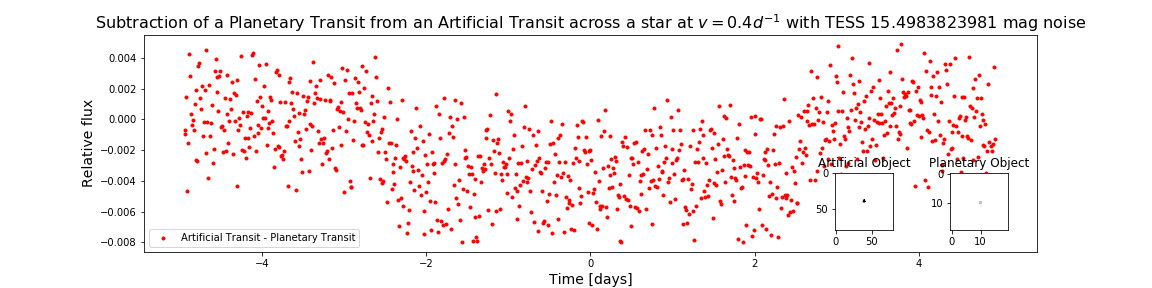 Subtraction of a Planetary Transit from an Artificial Transit across a star at v = 0.4d⁻¹ with TESS 15.4983823981 mag noise
Relative flux
0.004
0.002
0.000
−0.002
−0.004
−0.006
−0.008
Artificial Transit - Planetary Transit
Artificial Object
0
50
0 50
Planetary Object
0
10
0 10
−4 −2 0 2 4
Time [days]